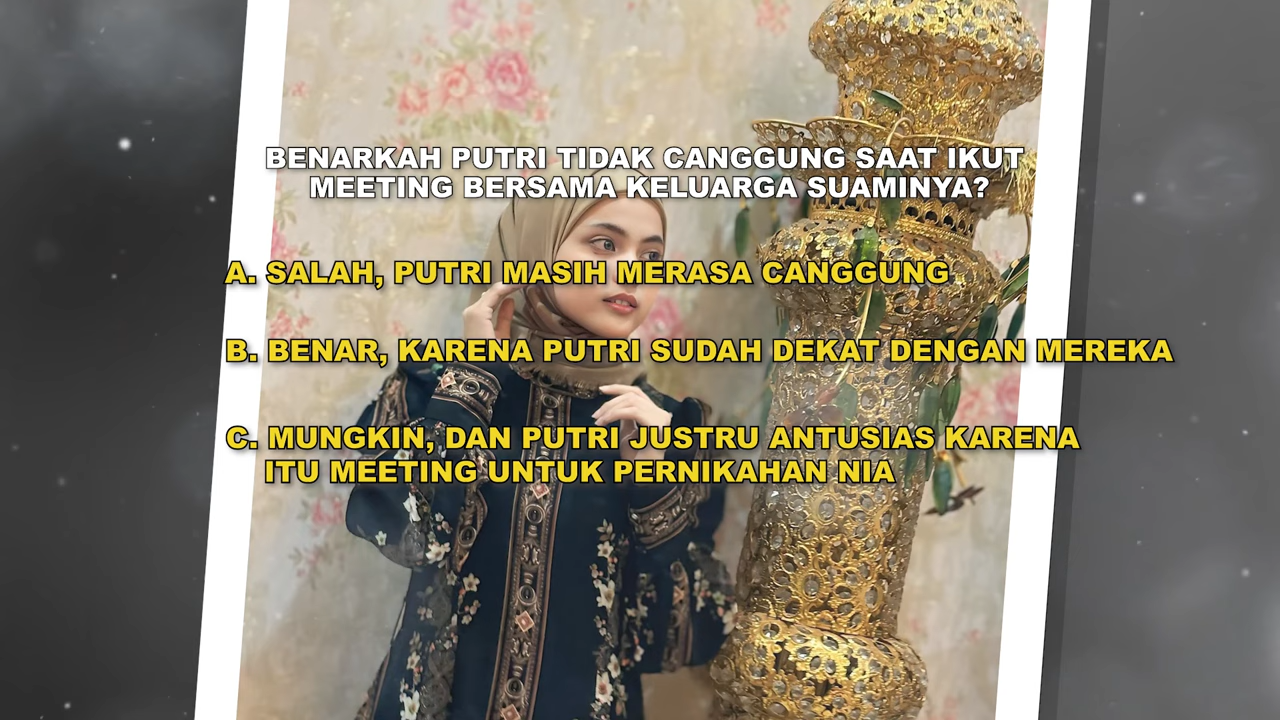 BENARKAH PUTRI TIDAK CANGGUNG SAAT IKUT
MEETING BERSAMA KELUARGA SUAMINYA?
A. SALAH, PUTRI MASIH MERASA CANGGUNG
B. BENAR, KARENA PUTRI SUDAH DEKAT DENGAN MEREKA
C. MUNGKIN, DAN PUTRI JUSTRU ANTUSIAS KARENA
ITU MEETING UNTUK PERNIKAHAN NIA